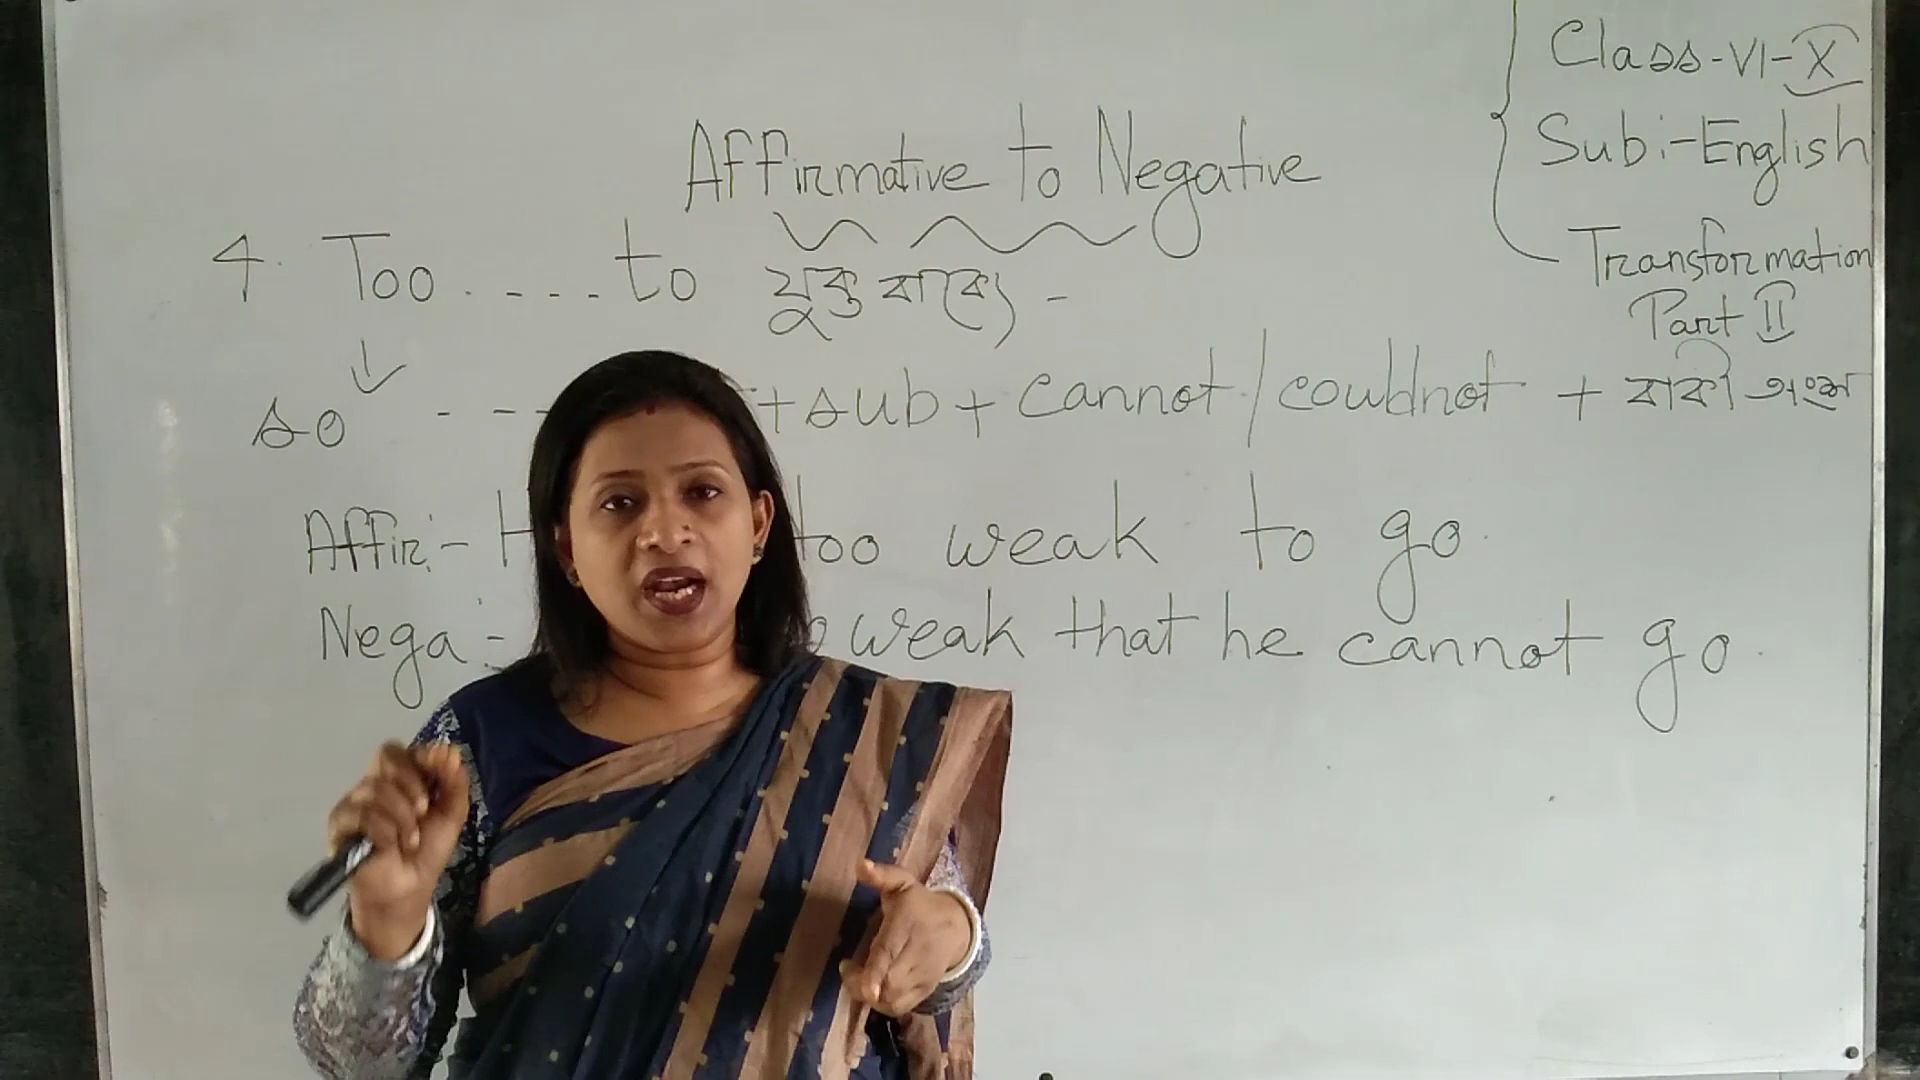 Class-VI-X
Sub:-English
Transformation
Part II
Affirmative to Negative
4. Too.----to যুক্ত বাক্যে -
so --- +sub+ cannot/couldnot + বাকী অংশ
Affir:- H too weak to go.
Nega:- weak that he cannot go.